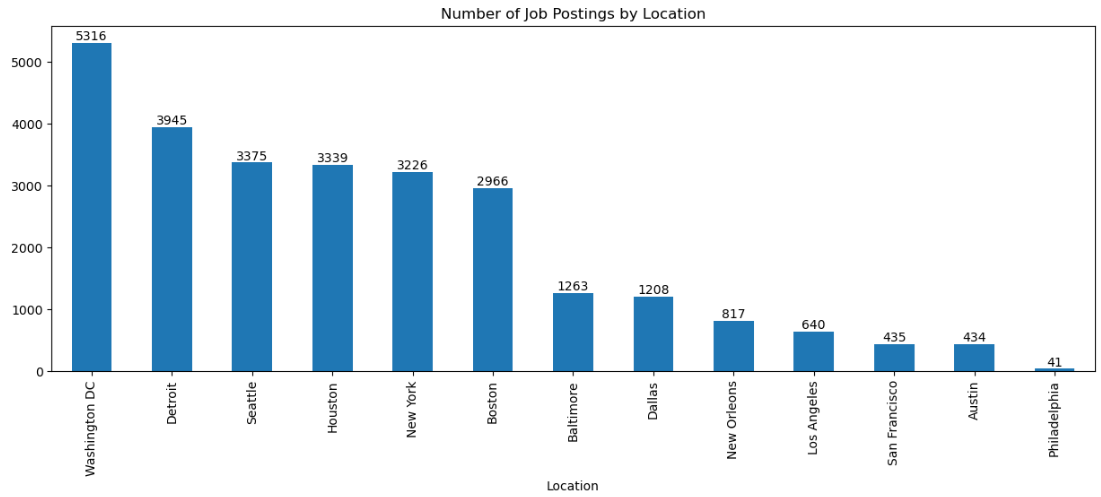 Number of Job Postings by Location
5316
3945
3375
3339
3226
2966
1263
1208
817
640
435
434
41
5000
4000
3000
2000
1000
0
Washington DC
Detroit
Seattle
Houston
New York
Boston
Baltimore
Dallas
New Orleons
Los Angeles
San Francisco
Austin
Philadelphia
Location